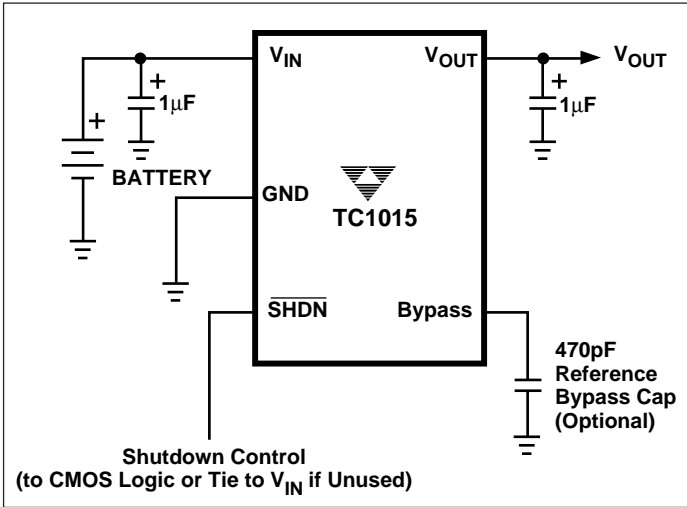 V_IN
V_OUT
V_OUT
+
1μF
+
1μF
+
BATTERY
GND
TC1015
SHDN
Bypass
470pF
Reference
Bypass Cap
(Optional)
Shutdown Control
(to CMOS Logic or Tie to V_IN if Unused)